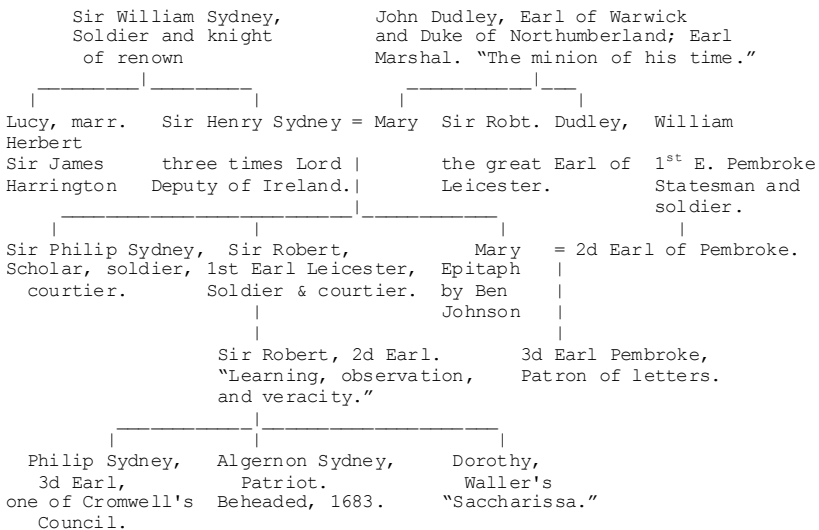 Sir William Sydney, John Dudley, Earl of Warwick
Soldier and knight and Duke of Northumberland; Earl
of renown Marshal. “The minion of his time.”
Lucy, marr. Sir Henry Sydney = Mary Sir Robt. Dudley, William
Herbert
Sir James three times Lord the great Earl of 1st E. Pembroke
Harrington Deputy of Ireland. Leicester. Statesman and
soldier.
Sir Philip Sydney, Sir Robert, Mary = 2d Earl of Pembroke.
Scholar, soldier, 1st Earl Leicester, Epitaph
courtier. Soldier & courtier. by Ben
Johnson
Sir Robert, 2d Earl. 3d Earl Pembroke,
“Learning, observation, Patron of letters.
and veracity.”
Philip Sydney, Algernon Sydney, Dorothy,
3d Earl, Patriot. Waller's
one of Cromwell's Beheaded, 1683. “Saccharissa.”
Council.